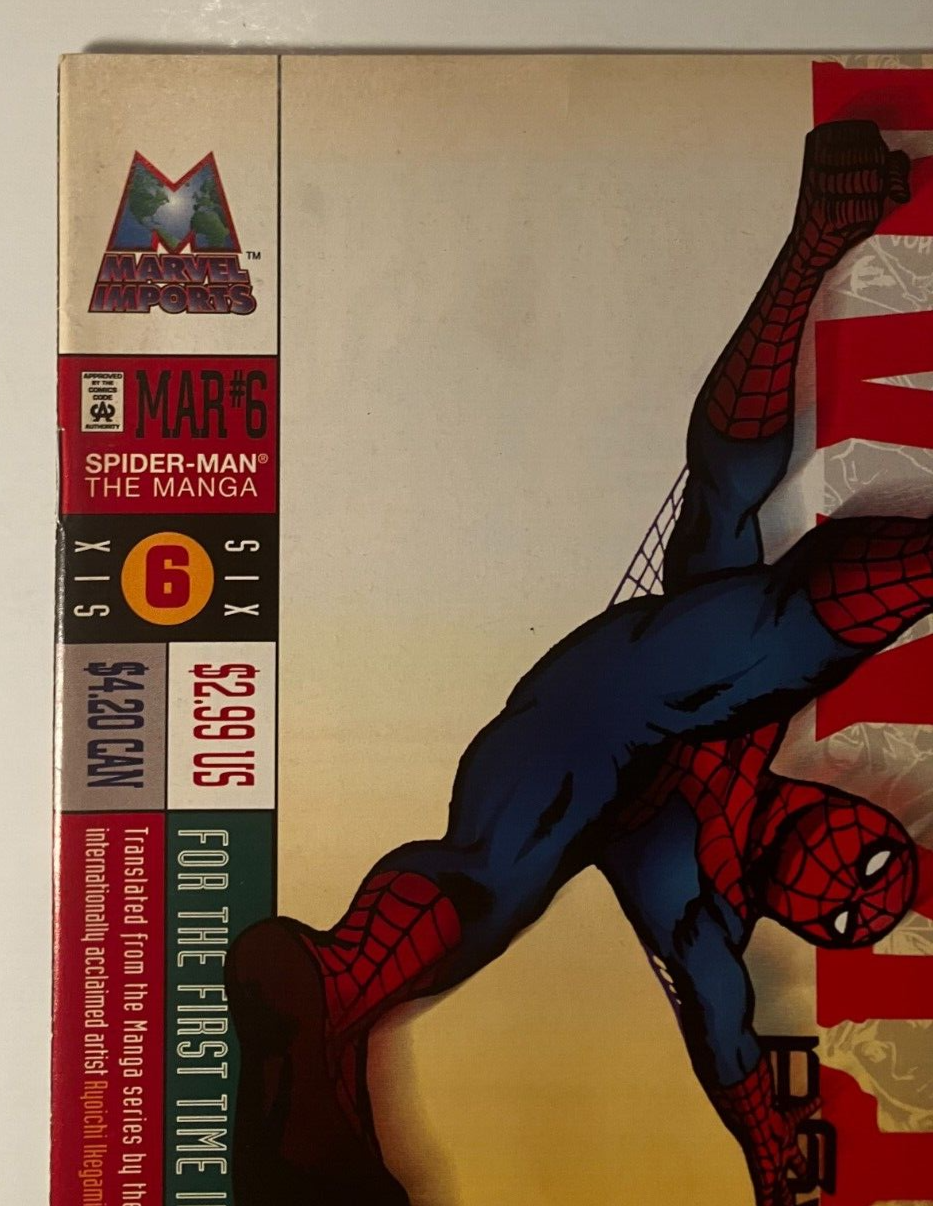 MARVEL
IMPORTS
TM
APPROVED
BY THE
COMICS
CODE
CA
AUTHORITY
MAR #6
SPIDER-MAN®
THE MANGA
SIX
6
SIX
$2.99 US
$4.20 CAN
FOR THE FIRST TIME I
Translated from the Manga series by the
internationally acclaimed artist Ryoichi Ikegami